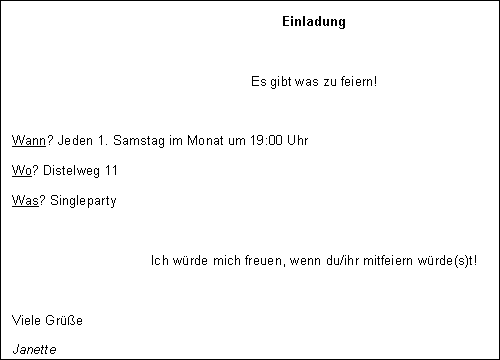 Einladung
Es gibt was zu feiern!
Wann? Jeden 1. Samstag im Monat um 19:00 Uhr
Wo? Distelweg 11
Was? Singleparty
Ich würde mich freuen, wenn du/ihr mitfeiern würde(s)t!
Viele Grüße
Janette